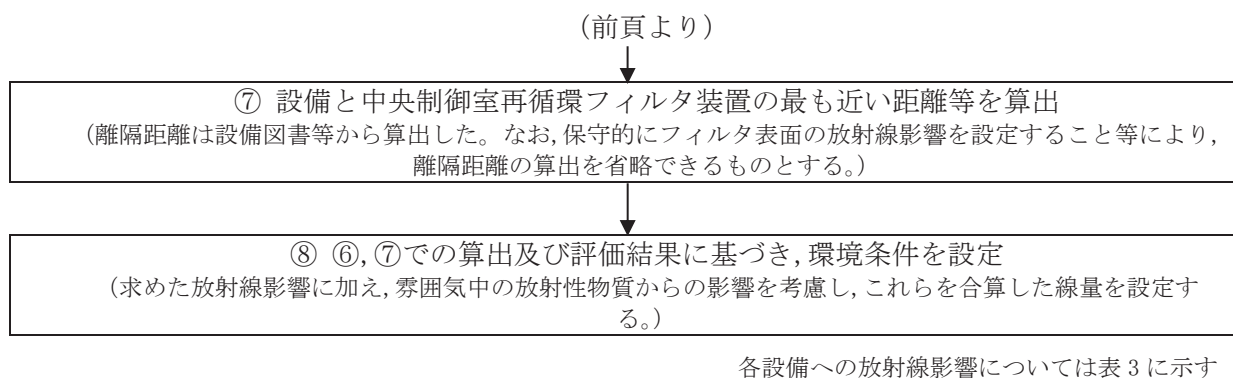 (前頁より)
⑦ 設備と中央制御室再循環フィルタ装置の最も近い距離等を算出
(離隔距離は設備図書等から算出した。なお,保守的にフィルタ表面の放射線影響を設定すること等により,
離隔距離の算出を省略できるものとする。)
⑧ ⑥,⑦での算出及び評価結果に基づき,環境条件を設定
(求めた放射線影響に加え,雰囲気中の放射性物質からの影響を考慮し,これらを合算した線量を設定す
る。)
各設備への放射線影響については表 3 に示す